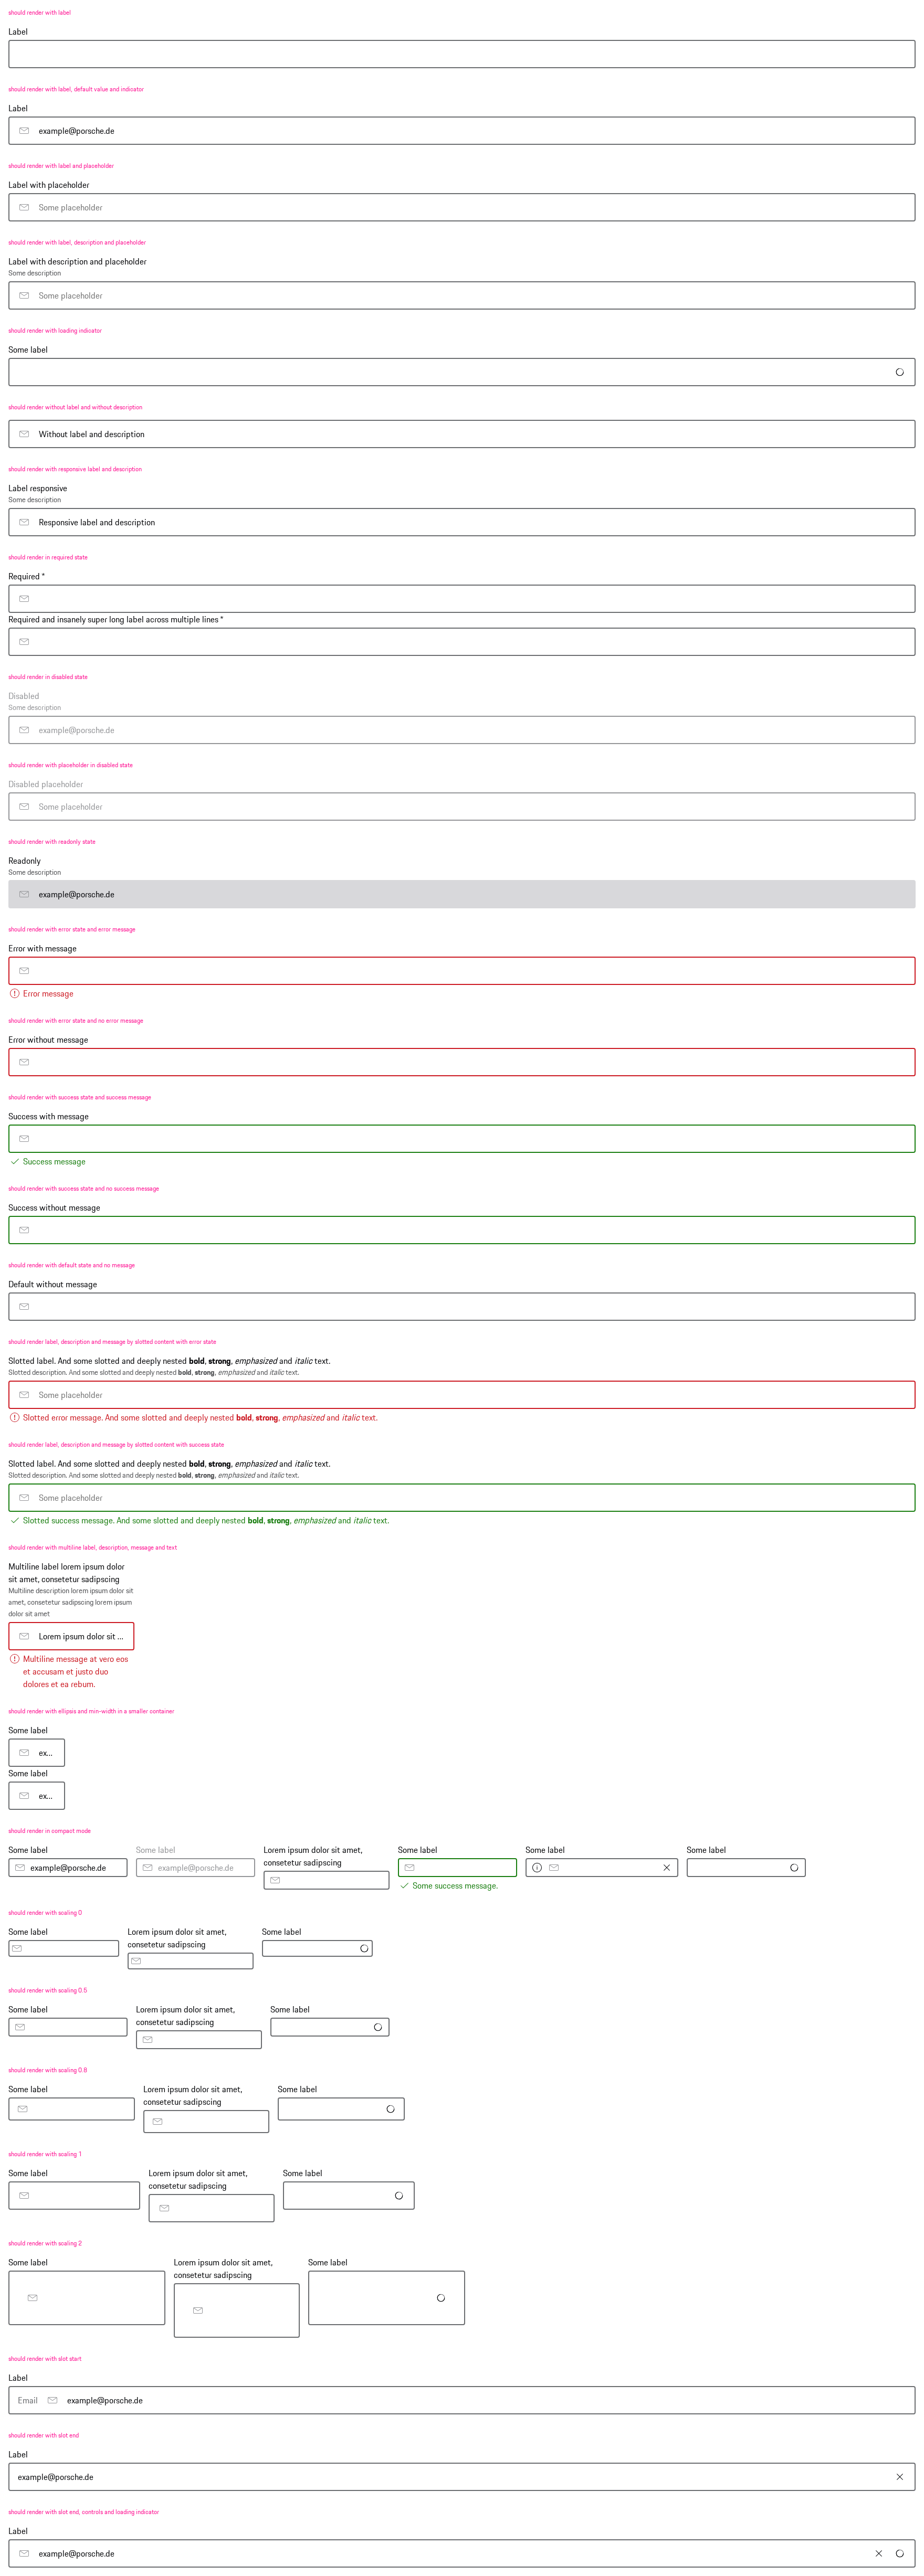 should render with label
Label
should render with label, default value and indicator
Label
example@porsche.de
should render with label and placeholder
Label with placeholder
Some placeholder
should render with label, description and placeholder
Label with description and placeholder
Some description
Some placeholder
should render with loading indicator
Some label
should render without label and without description
Without label and description
should render with responsive label and description
Label responsive
Some description
Responsive label and description
should render in required state
Required *
Required and insanely super long label across multiple lines *
should render in disabled state
Disabled
Some description
example@porsche.de
should render with placeholder in disabled state
Disabled placeholder
Some placeholder
should render with readonly state
Readonly
Some description
example@porsche.de
should render with error state and error message
Error with message
Error message
should render with error state and no error message
Error without message
should render with success state and success message
Success with message
Success message
should render with success state and no success message
Success without message
should render with default state and no message
Default without message
should render label, description and message by slotted content with error state
Slotted label. And some slotted and deeply nested bold, strong, emphasized and italic text.
Slotted description. And some slotted and deeply nested bold, strong, emphasized and italic text.
Some placeholder
Slotted error message. And some slotted and deeply nested bold, strong, emphasized and italic text.
should render label, description and message by slotted content with success state
Slotted label. And some slotted and deeply nested bold, strong, emphasized and italic text.
Slotted description. And some slotted and deeply nested bold, strong, emphasized and italic text.
Some placeholder
Slotted success message. And some slotted and deeply nested bold, strong, emphasized and italic text.
should render with multiline label, description, message and text
Multiline label lorem ipsum dolor
sit amet, consetetur sadipscing
Multiline description lorem ipsum dolor sit
amet, consetetur sadipscing lorem ipsum
dolor sit amet
Lorem ipsum dolor sit ...
Multiline message at vero eos
et accusam et justo duo
dolores et ea rebum.
should render with ellipsis and min-width in a smaller container
Some label
ex...
Some label
ex...
should render in compact mode
Some label
example@porsche.de
Some label
example@porsche.de
Lorem ipsum dolor sit amet,
consetetur sadipscing
Some label
Some success message.
Some label
Some label
should render with scaling 0
Some label
Lorem ipsum dolor sit amet,
consetetur sadipscing
Some label
should render with scaling 0.5
Some label
Lorem ipsum dolor sit amet,
consetetur sadipscing
Some label
should render with scaling 0.8
Some label
Lorem ipsum dolor sit amet,
consetetur sadipscing
Some label
should render with scaling 1
Some label
Lorem ipsum dolor sit amet,
consetetur sadipscing
Some label
should render with scaling 2
Some label
Lorem ipsum dolor sit amet,
consetetur sadipscing
Some label
should render with slot start
Label
Email example@porsche.de
should render with slot end
Label
example@porsche.de
should render with slot end, controls and loading indicator
Label
example@porsche.de